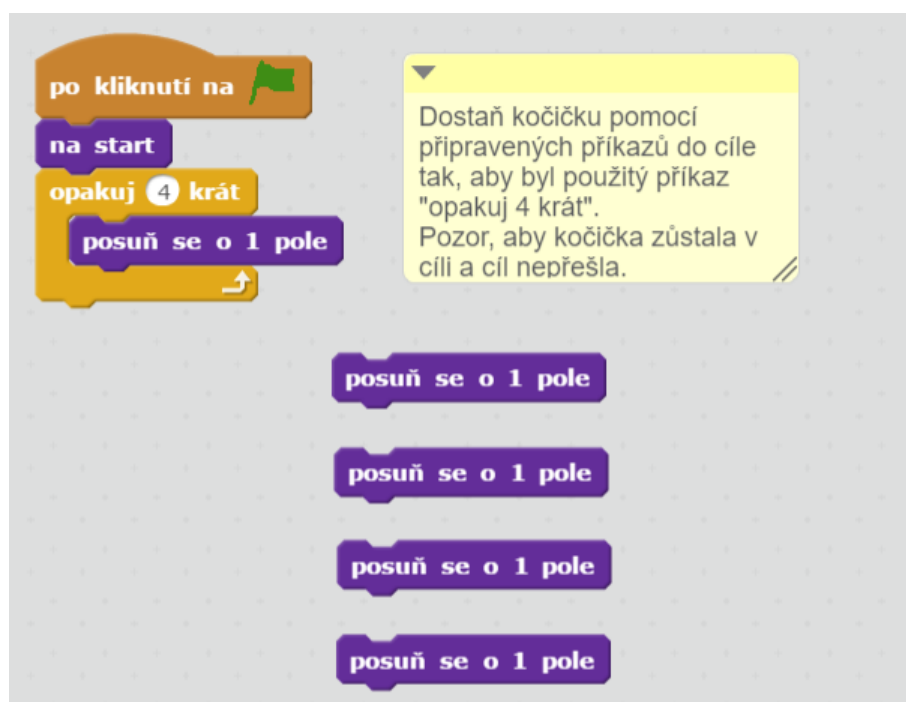 po kliknutí na
na start
opakuj 4 krát
posuň se o 1 pole
Dostaň kočičku pomocí
připravených příkazů do cíle
tak, aby byl použitý příkaz
"opakuj 4 krát".
Pozor, aby kočička zůstala v
cíli a cíl nepřešla.
posuň se o 1 pole
posuň se o 1 pole
posuň se o 1 pole
posuň se o 1 pole